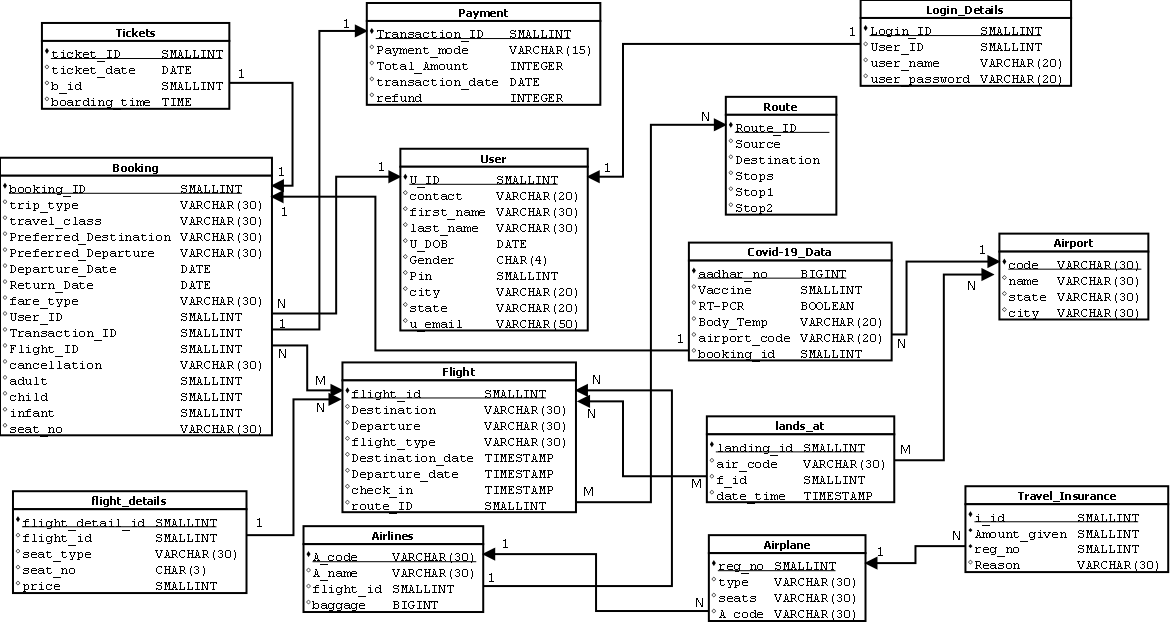 Tickets
ticket_ID SMALLINT
ticket_date DATE
b_id SMALLINT
boarding_time TIME
1
1
Payment
Transaction_ID SMALLINT
Payment_mode VARCHAR(15)
Total_Amount INTEGER
transaction_date DATE
refund INTEGER
1
Login_Details
Login_ID SMALLINT
User_ID SMALLINT
user_name VARCHAR(20)
user_password VARCHAR(20)
N
Route
Route_ID
Source
Destination
Stops
Stop1
Stop2
Booking
booking_ID SMALLINT
trip_type VARCHAR(30)
travel_class VARCHAR(30)
Preferred_Destination VARCHAR(30)
Preferred_Departure VARCHAR(30)
Departure_Date DATE
Return_Date DATE
fare_type VARCHAR(30)
User_ID SMALLINT
Transaction_ID SMALLINT
Flight_ID SMALLINT
cancellation VARCHAR(30)
adult SMALLINT
child SMALLINT
infant SMALLINT
seat_no VARCHAR(30)
1
1
N
1
N
1
User
U_ID SMALLINT
contact VARCHAR(20)
first_name VARCHAR(30)
last_name VARCHAR(30)
U_DOB DATE
Gender CHAR(4)
Pin SMALLINT
city VARCHAR(20)
state VARCHAR(20)
u_email VARCHAR(50)
1
Covid-19_Data
aadhar_no BIGINT
Vaccine SMALLINT
RT-PCR BOOLEAN
Body_Temp VARCHAR(20)
airport_code VARCHAR(20)
booking_id SMALLINT
1
N
1
N
Airport
code VARCHAR(30)
name VARCHAR(30)
state VARCHAR(30)
city VARCHAR(30)
M
N
Flight
flight_id SMALLINT
Destination VARCHAR(30)
Departure VARCHAR(30)
flight_type VARCHAR(30)
Destination_date TIMESTAMP
Departure_date TIMESTAMP
check_in TIMESTAMP
route_ID SMALLINT
N
N
M
lands_at
landing_id SMALLINT
air_code VARCHAR(30)
f_id SMALLINT
date_time TIMESTAMP
M
M
flight_details
flight_detail_id SMALLINT
flight_id SMALLINT
seat_type VARCHAR(30)
seat_no CHAR(3)
price SMALLINT
1
Airlines
A_code VARCHAR(30)
A_name VARCHAR(30)
flight_id SMALLINT
baggage BIGINT
1
1
Airplane
reg_no SMALLINT
type VARCHAR(30)
seats VARCHAR(30)
A_code VARCHAR(30)
N
1
Travel_Insurance
i_id SMALLINT
Amount_given SMALLINT
reg_no SMALLINT
Reason VARCHAR(30)
N